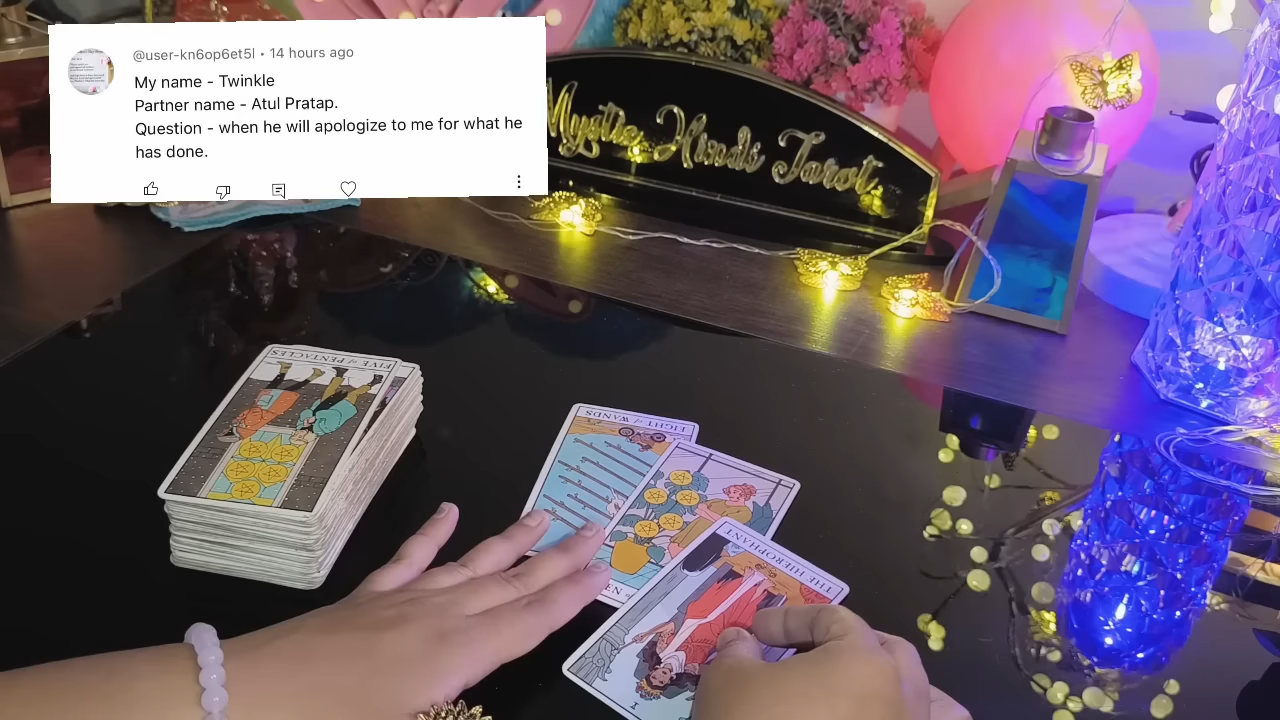 @user-kn6op6et5l • 14 hours ago
My name - Twinkle
Partner name - Atul Pratap.
Question - when he will apologize to me for what he
has done.
Mystic Hindi Tarot
FIVE of PENTACLES
EIGHT of WANDS
THE HIEROPHANT